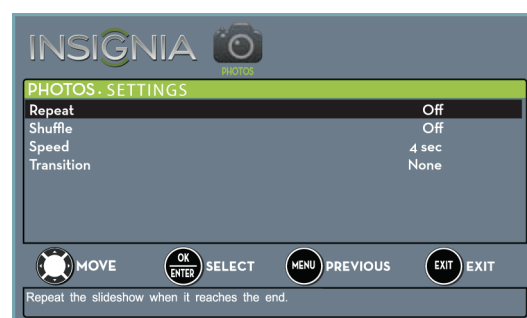 INSIGNIA
PHOTOS
PHOTOS. SETTINGS
Repeat Off
Shuffle Off
Speed 4 sec
Transition None
MOVE OK ENTER SELECT MENU PREVIOUS EXIT EXIT
Repeat the slideshow when it reaches the end.